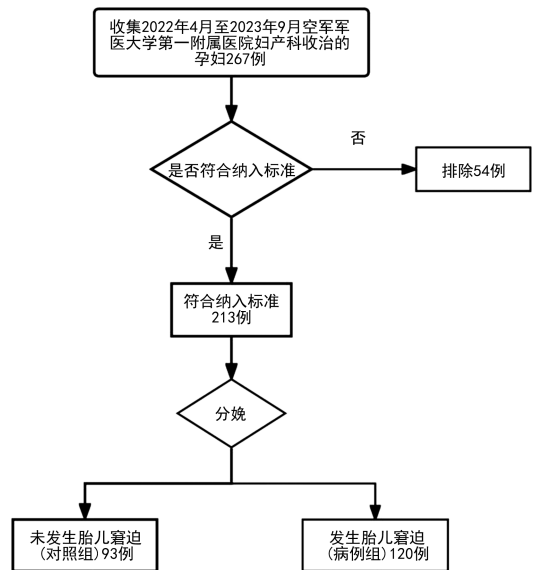 收集2022年4月至2023年9月空军军
医大学第一附属医院妇产科收治的
孕妇267例
否
是否符合纳入标准
排除54例
是
符合纳入标准
213例
分娩
未发生胎儿窘迫
(对照组)93例
发生胎儿窘迫
(病例组)120例